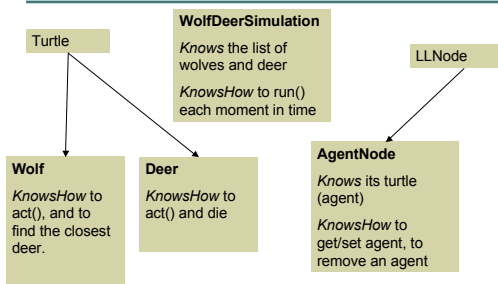 WolfDeerSimulation
Knows the list of
wolves and deer
KnowsHow to run()
each moment in time
Turtle
LLNode
Wolf
KnowsHow to
act(), and to
find the closest
deer.
Deer
KnowsHow to
act() and die
AgentNode
Knows its turtle
(agent)
KnowsHow to
get/set agent, to
remove an agent